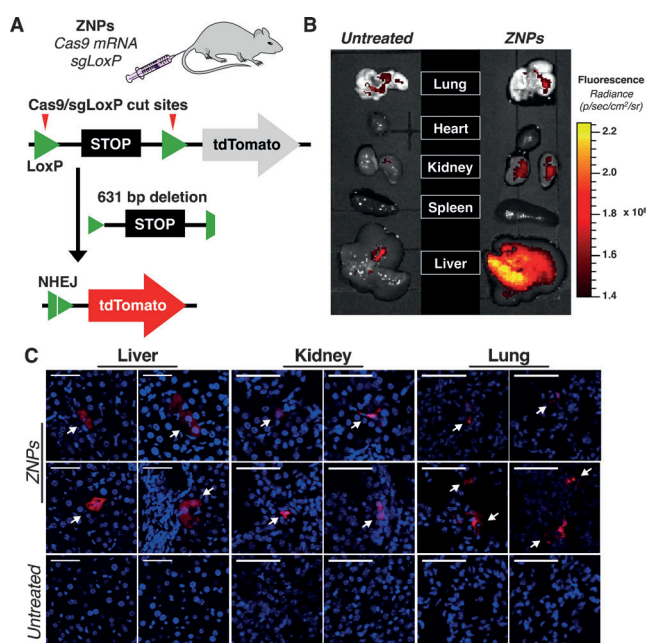 A
ZNPs
Cas9 mRNA
sgLoxP
Cas9/sgLoxP cut sites
STOP
tdTomato
LoxP
631 bp deletion
STOP
NHEJ
tdTomato
B
Untreated
ZNPs
Lung
Heart
Kidney
Spleen
Liver
Fluorescence
Radiance
(p/sec/cm²/sr)
2.2
2.0
1.8
x 10⁸
1.6
1.4
C
Liver
Kidney
Lung
ZNPs
Untreated